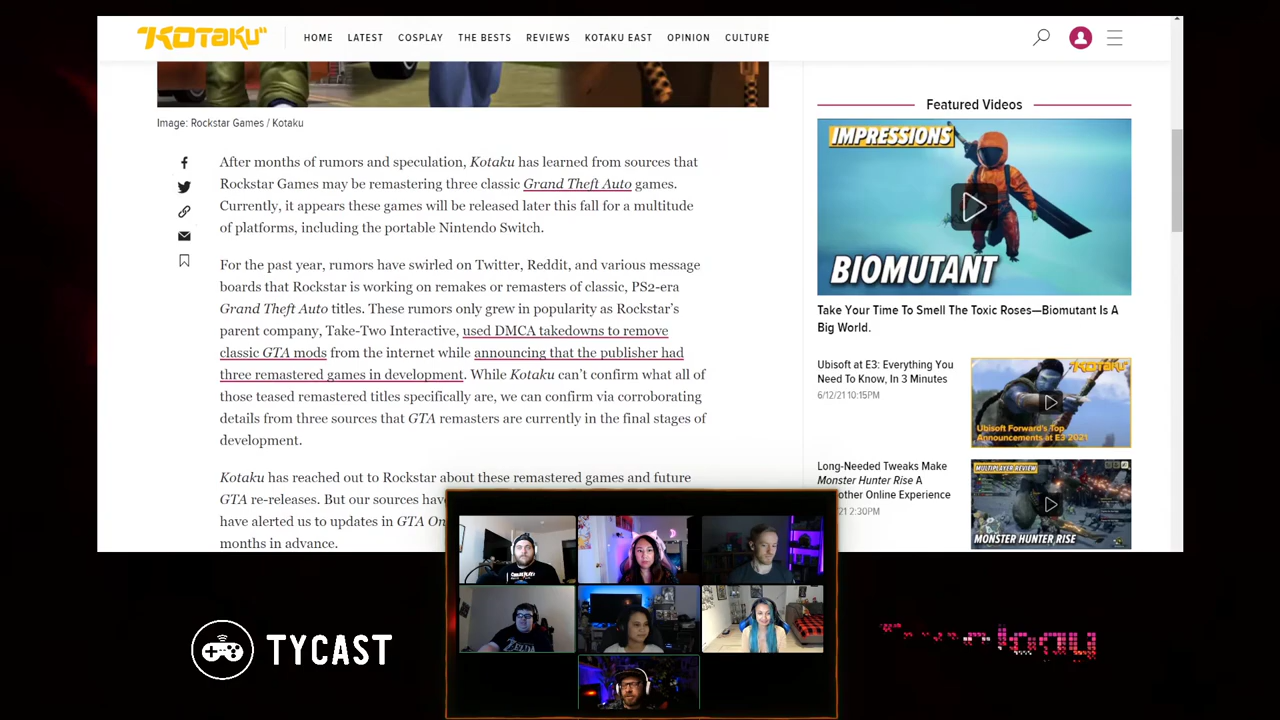 KOTAKU
HOME LATEST COSPLAY THE BESTS REVIEWS KOTAKU EAST OPINION CULTURE
Image: Rockstar Games / Kotaku
After months of rumors and speculation, Kotaku has learned from sources that
Rockstar Games may be remastering three classic Grand Theft Auto games.
Currently, it appears these games will be released later this fall for a multitude
of platforms, including the portable Nintendo Switch.
For the past year, rumors have swirled on Twitter, Reddit, and various message
boards that Rockstar is working on remakes or remasters of classic, PS2-era
Grand Theft Auto titles. These rumors only grew in popularity as Rockstar's
parent company, Take-Two Interactive, used DMCA takedowns to remove
classic GTA mods from the internet while announcing that the publisher had
three remastered games in development. While Kotaku can't confirm what all of
those teased remastered titles specifically are, we can confirm via corroborating
details from three sources that GTA remasters are currently in the final stages of
development.
Kotaku has reached out to Rockstar about these remastered games and future
GTA re-releases. But our sources have
have alerted us to updates in GTA On
months in advance.
Featured Videos
IMPRESSIONS
BIOMUTANT
Take Your Time To Smell The Toxic Roses—Biomutant Is A
Big World.
Ubisoft at E3: Everything You
Need To Know, In 3 Minutes
6/12/21 10:15PM
KOTAKU
Ubisoft Forward's Top
Announcements at E3 2021
Long-Needed Tweaks Make
Monster Hunter Rise A
other Online Experience
21 2:30PM
MULTIPLAYER REVIEW
MONSTER HUNTER RISE
TYCAST